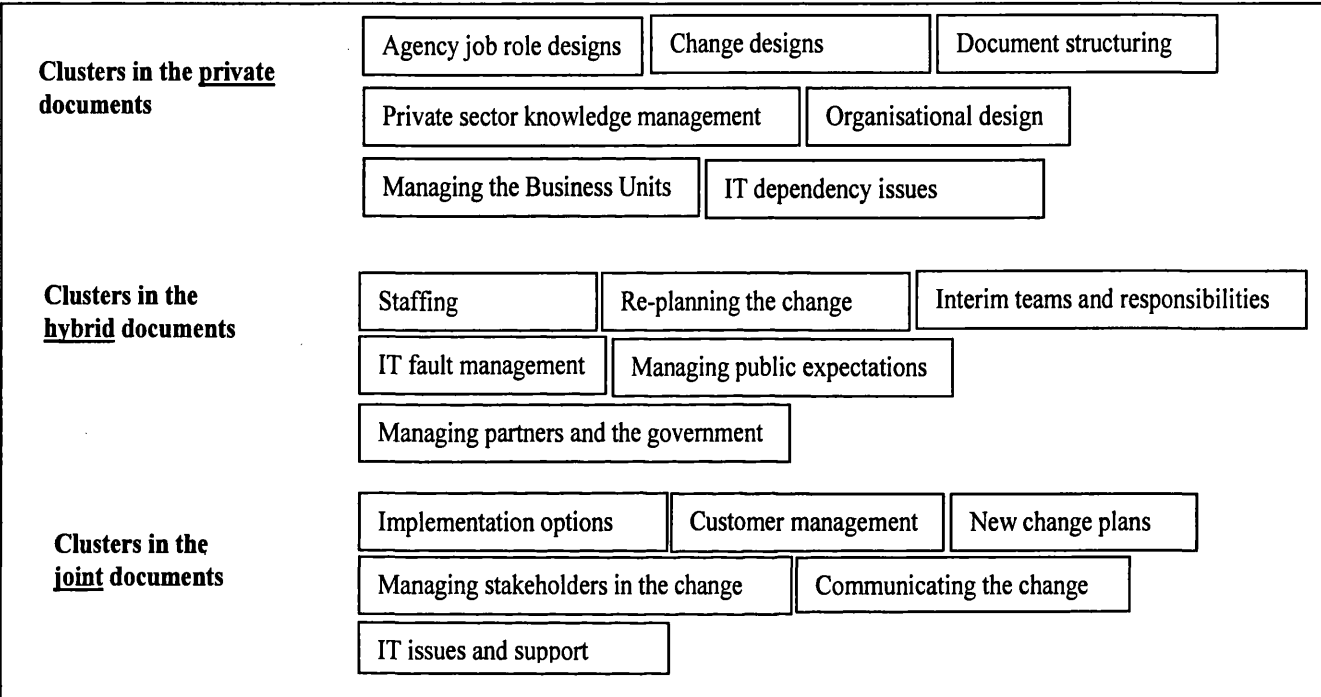 Clusters in the private
documents
Agency job role designs
Change designs
Document structuring
Private sector knowledge management
Organisational design
Managing the Business Units
IT dependency issues
Clusters in the
hybrid documents
Staffing
Re-planning the change
Interim teams and responsibilities
IT fault management
Managing public expectations
Managing partners and the government
Clusters in the
joint documents
Implementation options
Customer management
New change plans
Managing stakeholders in the change
Communicating the change
IT issues and support